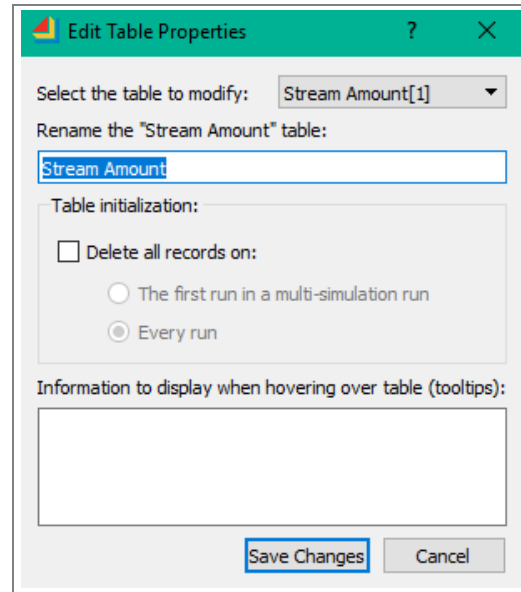 Edit Table Properties ?
Select the table to modify: Stream Amount[1]
Rename the "Stream Amount" table:
Stream Amount
Table initialization:
Delete all records on:
The first run in a multi-simulation run
Every run
Information to display when hovering over table (tooltips):
Save Changes Cancel